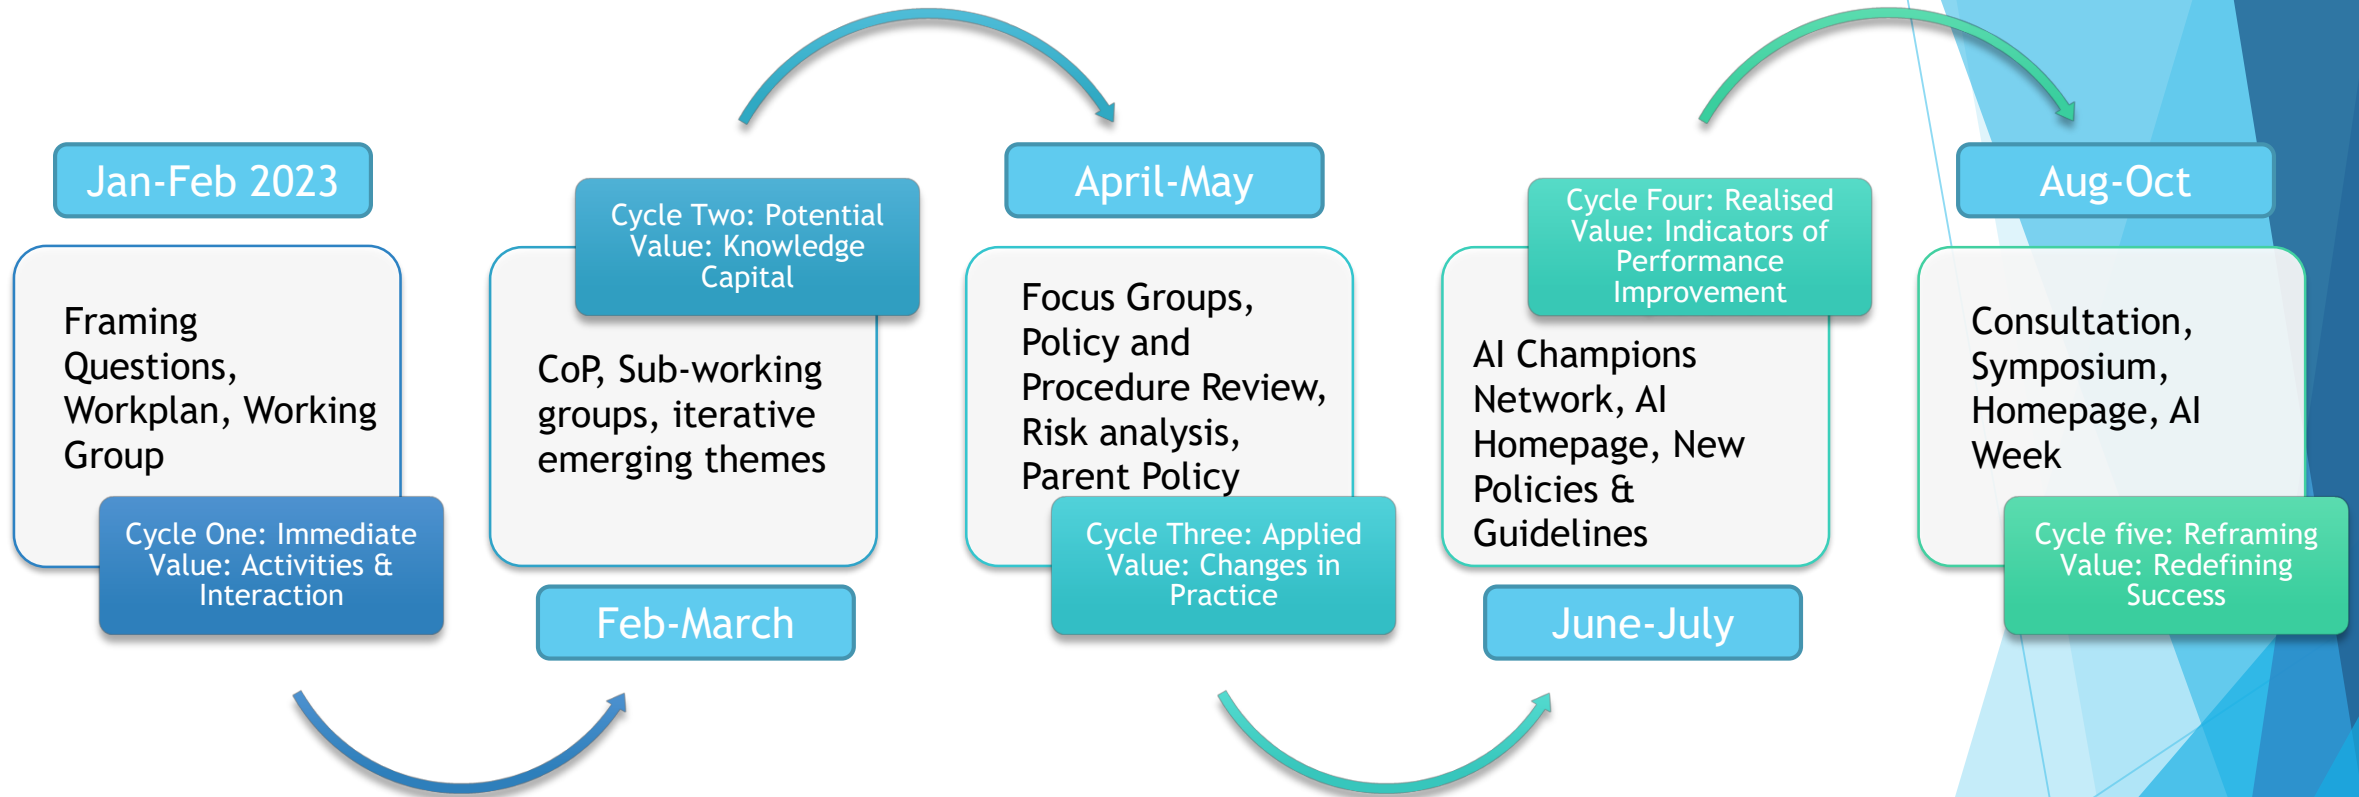 Jan-Feb 2023
Framing
Questions,
Workplan, Working
Group
Cycle One: Immediate
Value: Activities &
Interaction
Cycle Two: Potential
Value: Knowledge
Capital
CoP, Sub-working
groups, iterative
emerging themes
Feb-March
April-May
Focus Groups,
Policy and
Procedure Review,
Risk analysis,
Parent Policy
Cycle Three: Applied
Value: Changes in
Practice
Cycle Four: Realised
Value: Indicators of
Performance
Improvement
AI Champions
Network, AI
Homepage, New
Policies &
Guidelines
June-July
Aug-Oct
Consultation,
Symposium,
Homepage, AI
Week
Cycle five: Reframing
Value: Redefining
Success